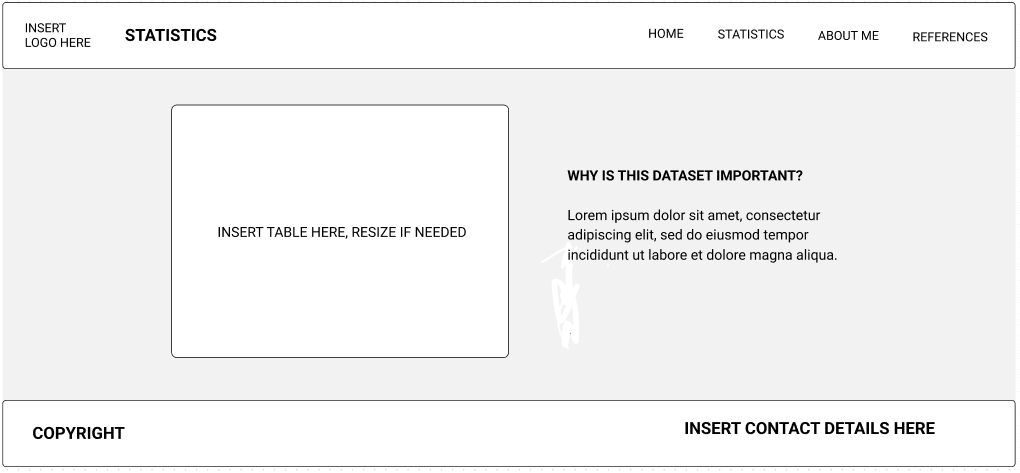 INSERT
LOGO HERE
STATISTICS
HOME
STATISTICS
ABOUT ME
REFERENCES
INSERT TABLE HERE, RESIZE IF NEEDED
WHY IS THIS DATASET IMPORTANT?
Lorem ipsum dolor sit amet, consectetur
adipiscing elit, sed do eiusmod tempor
incididunt ut labore et dolore magna aliqua.
COPYRIGHT
INSERT CONTACT DETAILS HERE